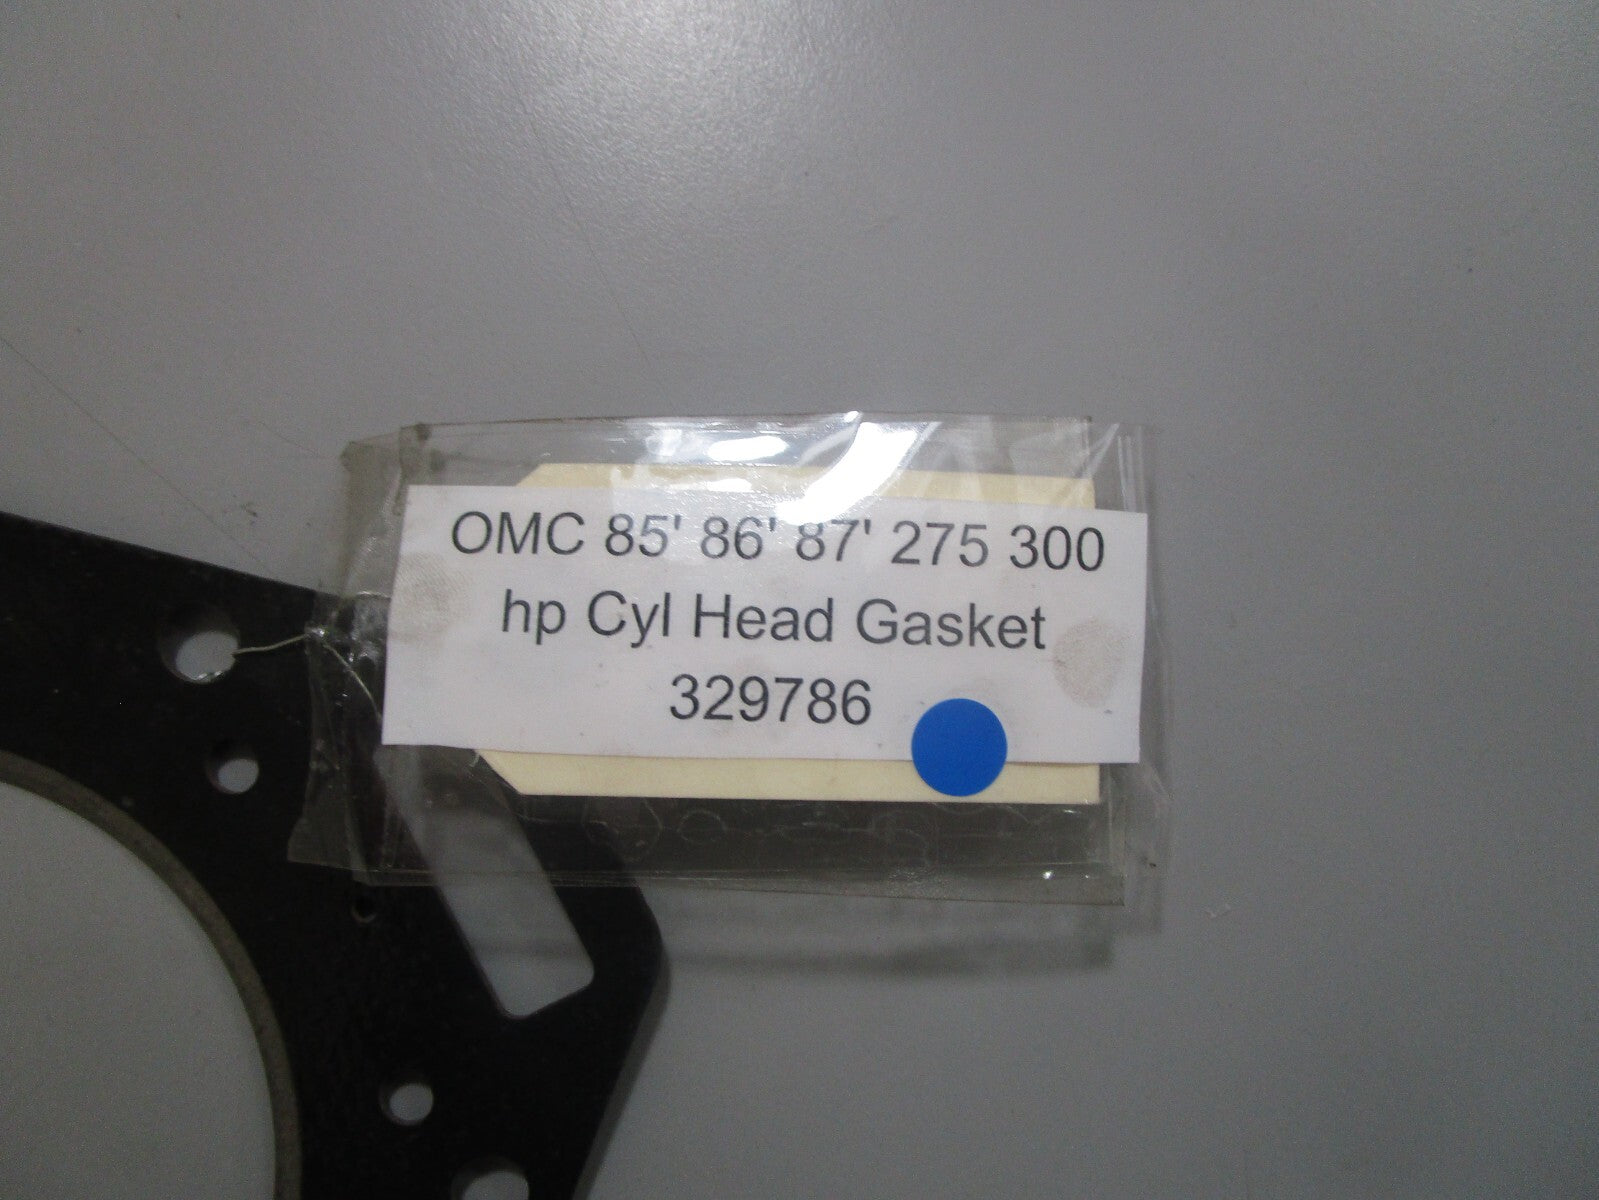 OMC 85' 86' 87' 275 300
hp Cyl Head Gasket
329786